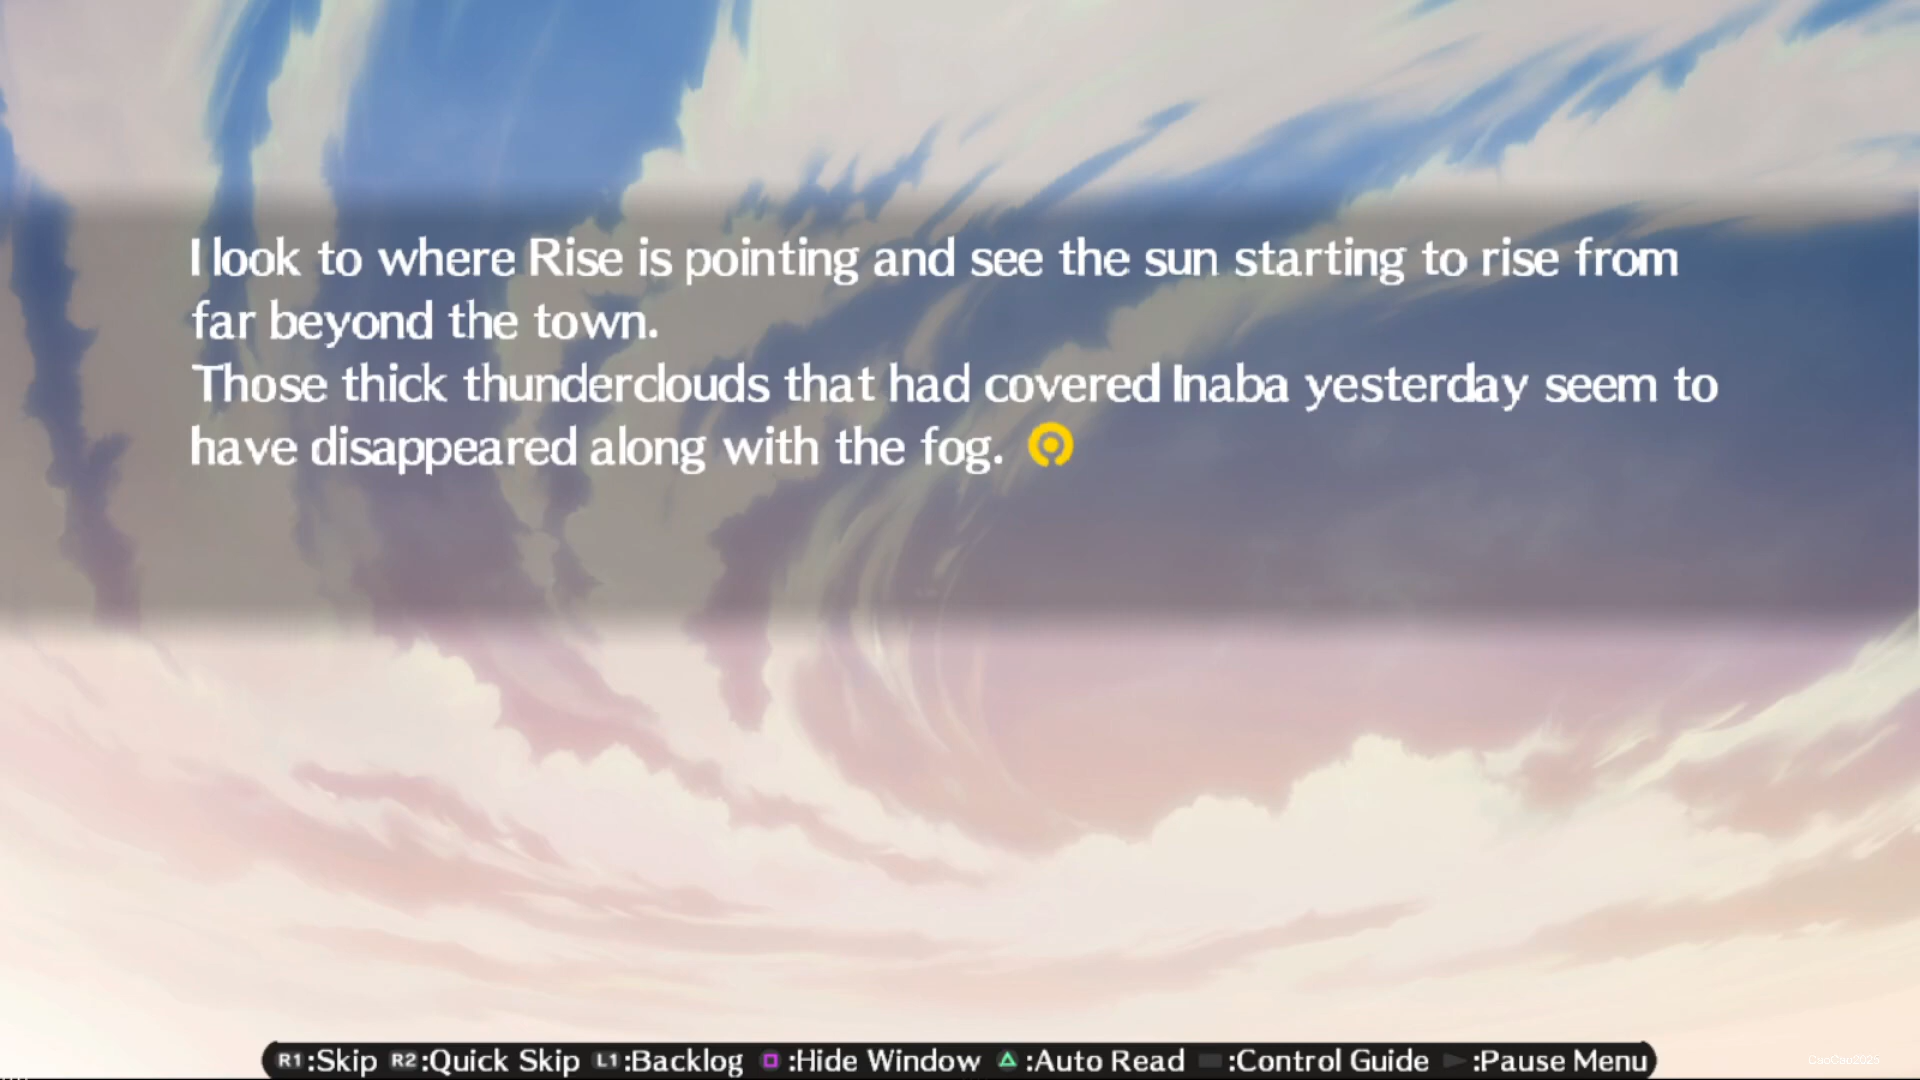 I look to where Rise is pointing and see the sun starting to rise from
far beyond the town.
Those thick thunderclouds that had covered Inaba yesterday seem to
have disappeared along with the fog.
R1:Skip R2:Quick Skip L1:Backlog :Hide Window :Auto Read :Control Guide :Pause Menu
CaoCao2025